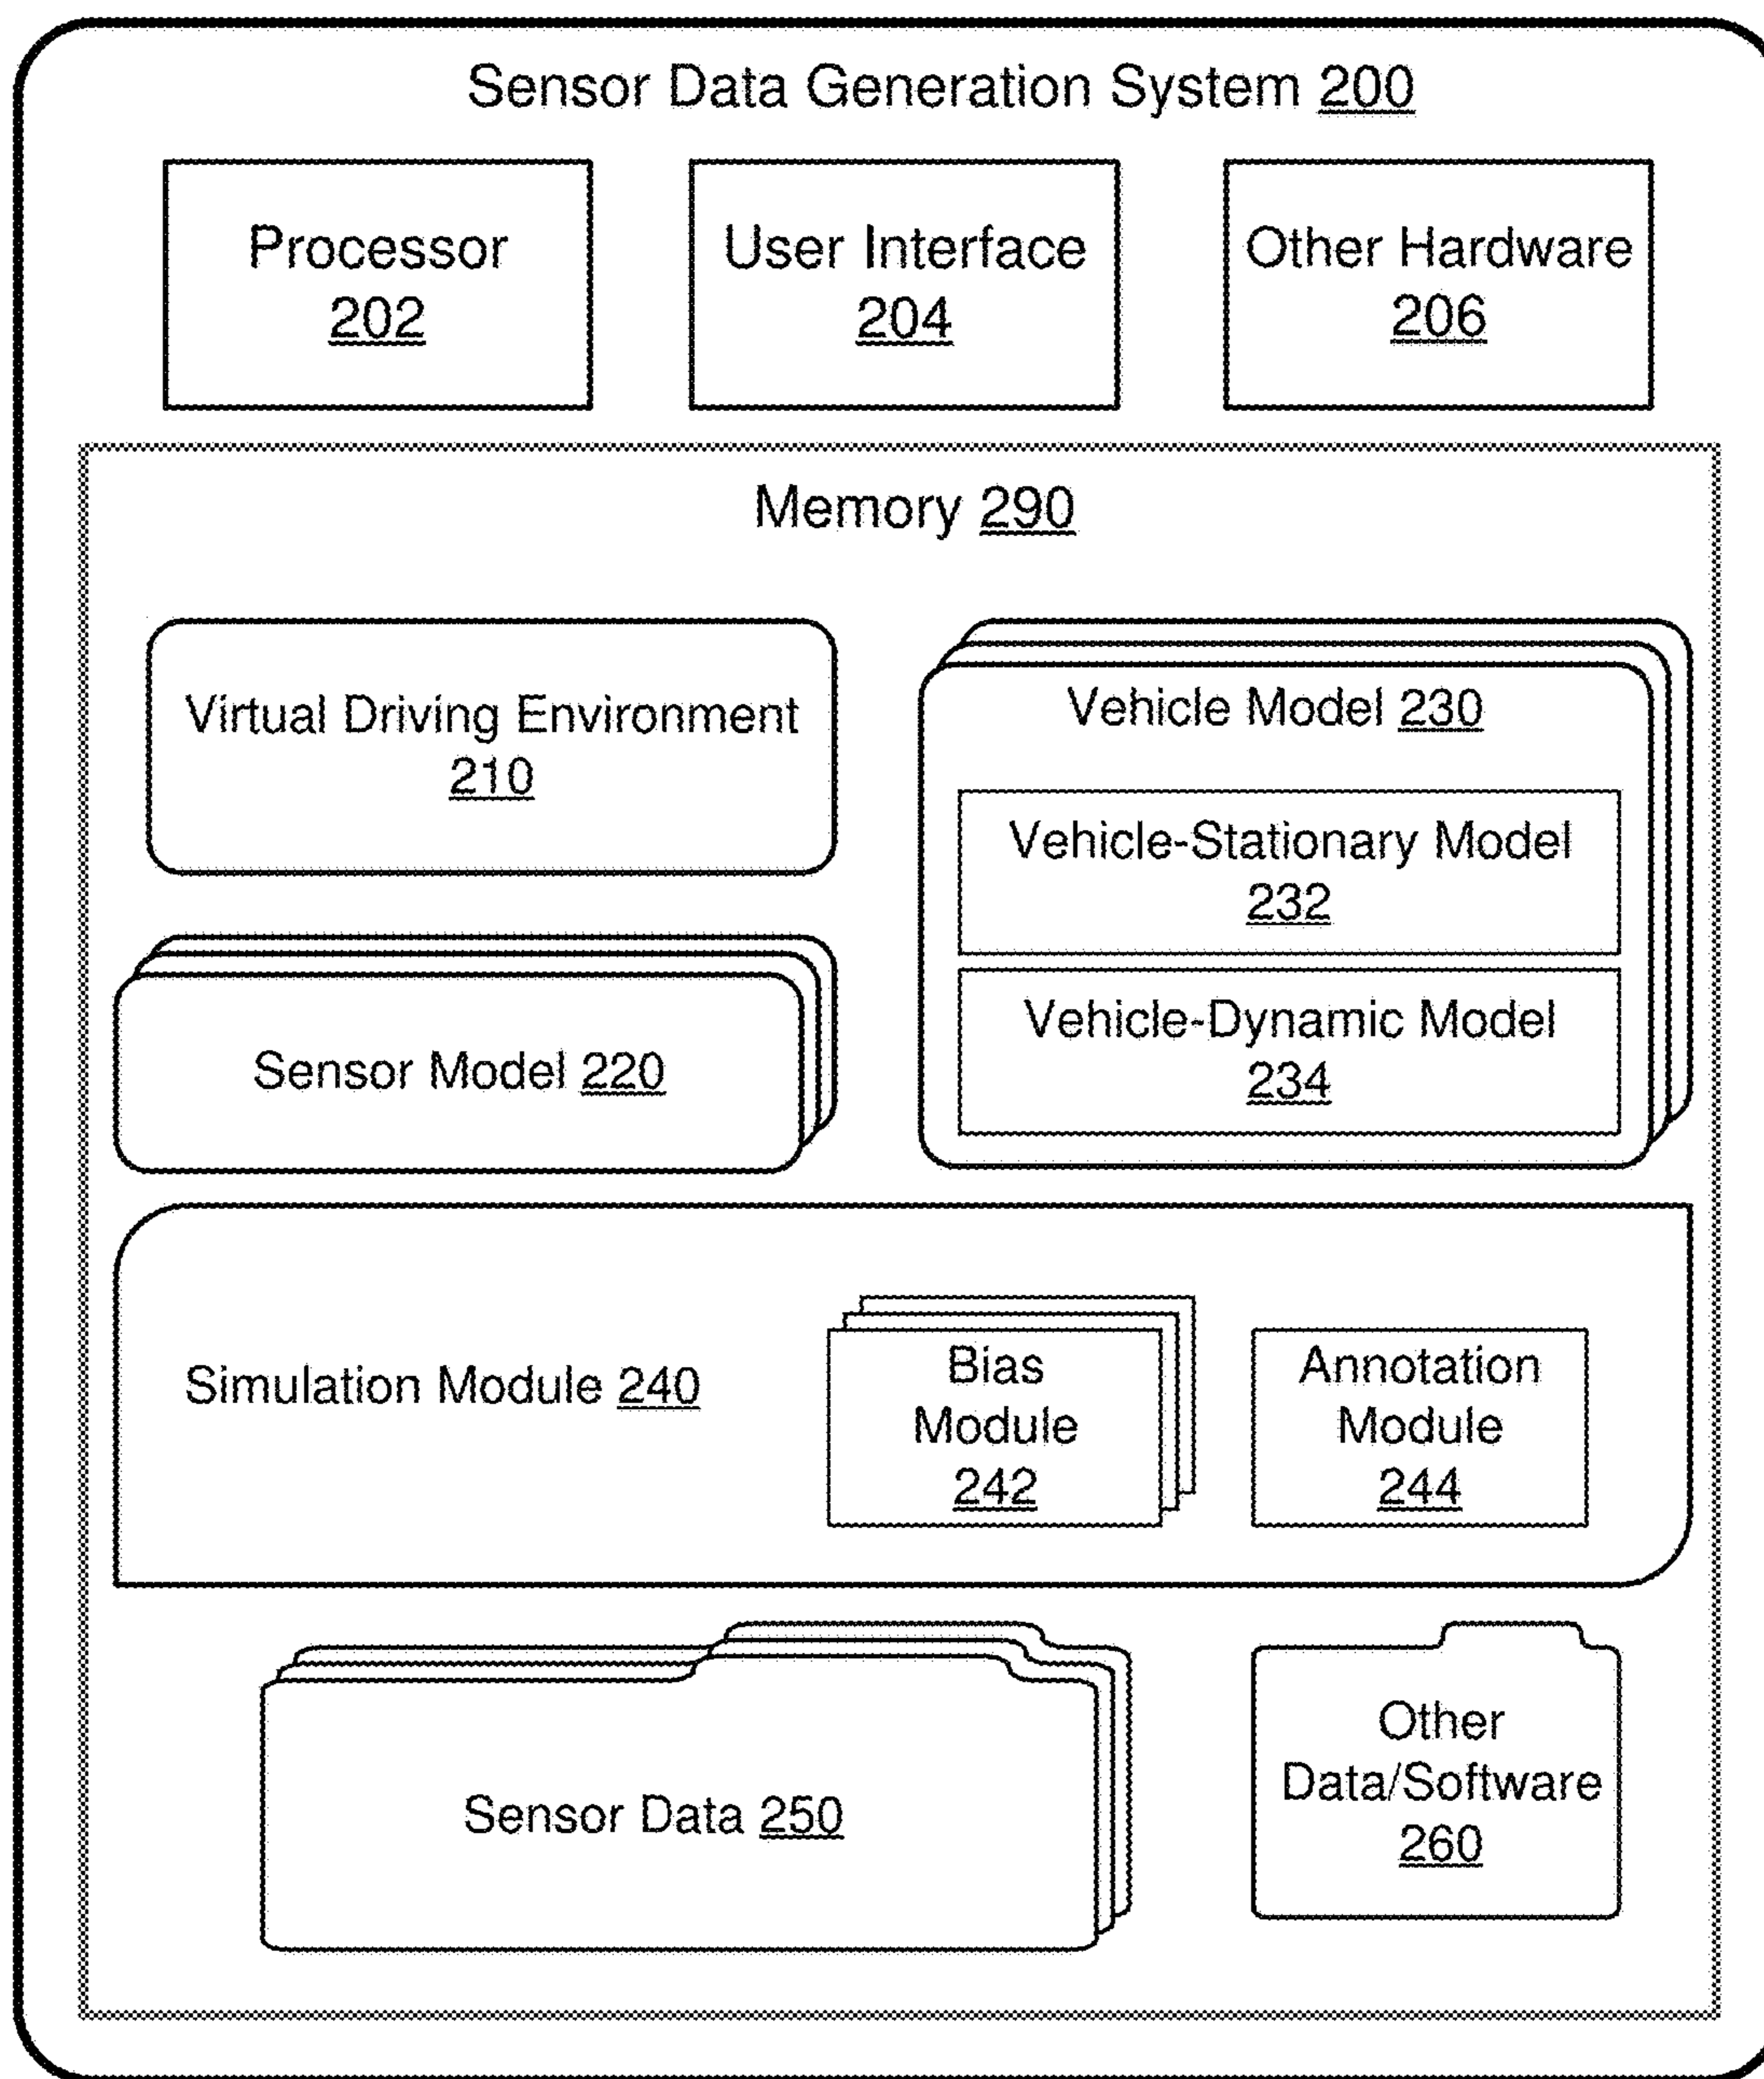 Sensor Data Generation System 200
Processor
202
User Interface
204
Other Hardware
206
Memory 290
Virtual Driving Environment
210
Vehicle Model 230
Vehicle-Stationary Model
232
Vehicle-Dynamic Model
234
Sensor Model 220
Simulation Module 240
Bias
Module
242
Annotation
Module
244
Sensor Data 250
Other
Data/Software
260